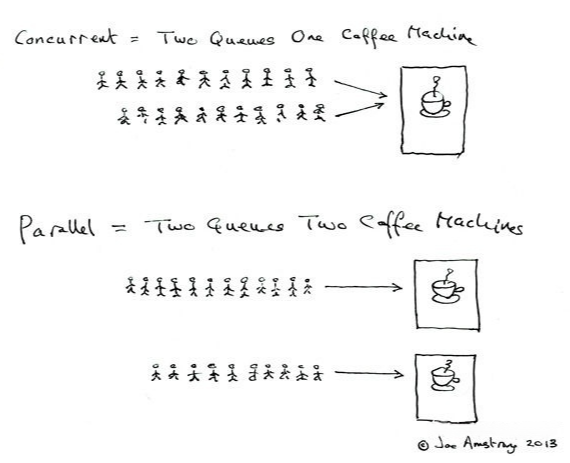 Concurrent = Two Queues One Coffee Machine
Parallel = Two Queues Two Coffee Machines
© Joe Armstrong 2013